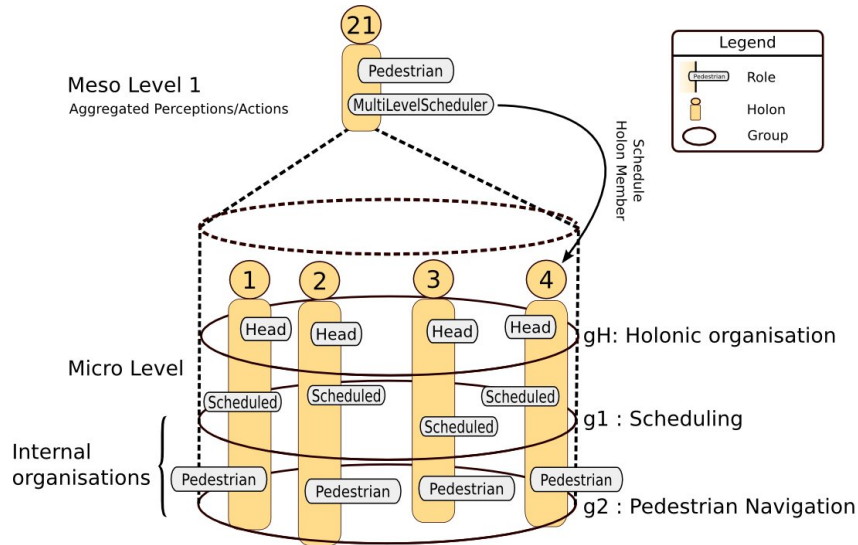 21
Legend
Pedestrian
Role
Holon
Group
Pedestrian
Meso Level 1
Aggregated Perceptions/Actions
MultiLevelScheduler
Schedule
Holon Member
1
2
3
4
Head
Head
Head
Head
gH: Holonic organisation
Micro Level
Scheduled
Scheduled
Scheduled
Scheduled
g1 : Scheduling
Internal
organisations
Pedestrian
Pedestrian
Pedestrian
Pedestrian
g2 : Pedestrian Navigation